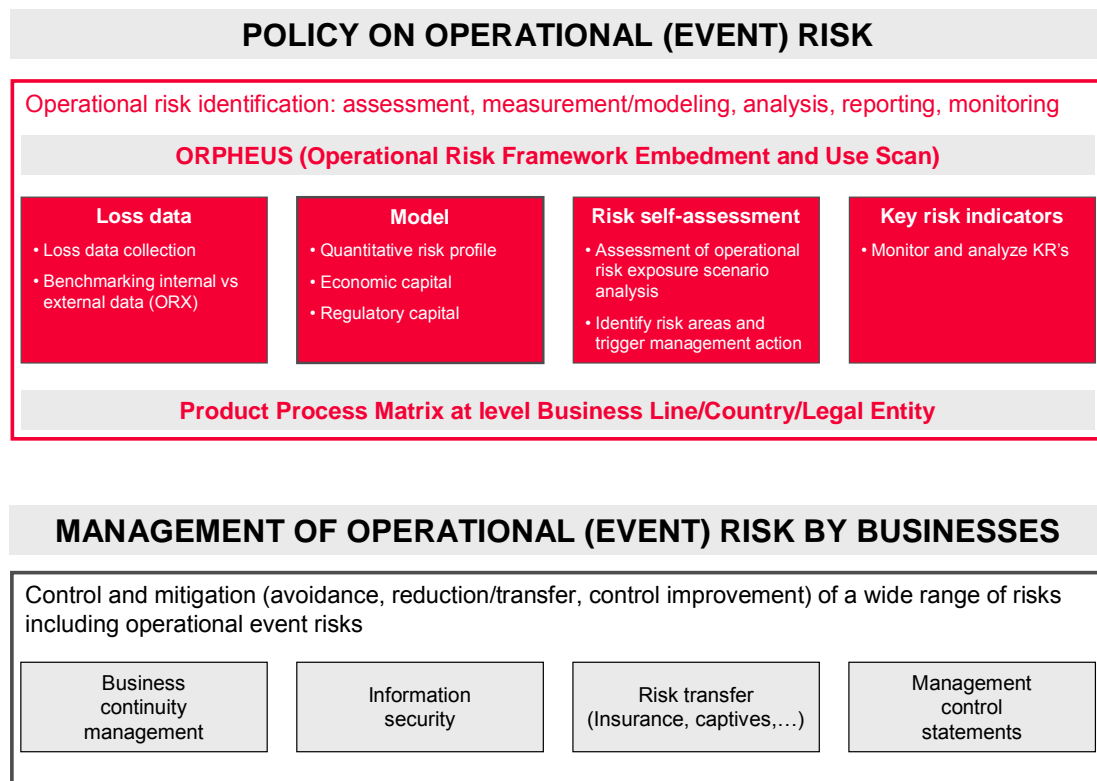 POLICY ON OPERATIONAL (EVENT) RISK
Operational risk identification: assessment, measurement/modeling, analysis, reporting, monitoring
ORPHEUS (Operational Risk Framework Embedment and Use Scan)
Loss data
• Loss data collection
• Benchmarking internal vs
external data (ORX)
Model
• Quantitative risk profile
• Economic capital
• Regulatory capital
Risk self-assessment
• Assessment of operational
risk exposure scenario
analysis
• Identify risk areas and
trigger management action
Key risk indicators
• Monitor and analyze KR's
Product Process Matrix at level Business Line/Country/Legal Entity
MANAGEMENT OF OPERATIONAL (EVENT) RISK BY BUSINESSES
Control and mitigation (avoidance, reduction/transfer, control improvement) of a wide range of risks
including operational event risks
Business
continuity
management
Information
security
Risk transfer
(Insurance, captives,…)
Management
control
statements